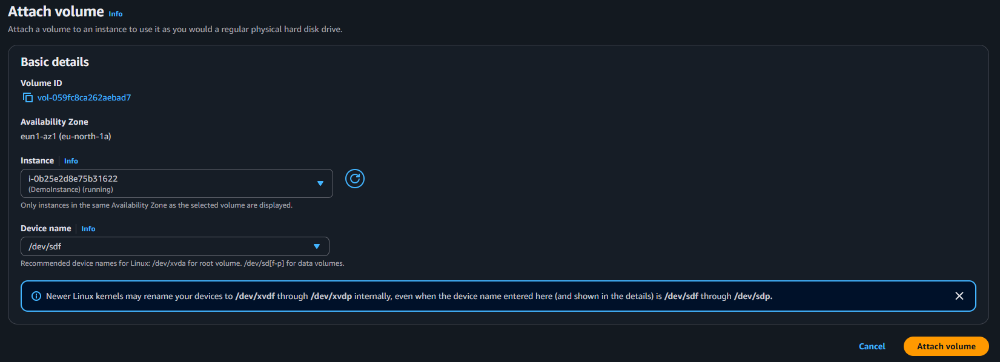 Attach volume Info
Attach a volume to an instance to use it as you would a regular physical hard disk drive.
Basic details
Volume ID
vol-059fc8ca262aebad7
Availability Zone
eun1-az1 (eu-north-1a)
Instance Info
i-0b25e2d8e75b31622
(DemoInstance) (running)
Only instances in the same Availability Zone as the selected volume are displayed.
Device name Info
/dev/sdf
Recommended device names for Linux: /dev/xvda for root volume. /dev/sd[f-p] for data volumes.
Newer Linux kernels may rename your devices to /dev/xvdf through /dev/xvdp internally, even when the device name entered here (and shown in the details) is /dev/sdf through /dev/sdp.
Cancel Attach volume